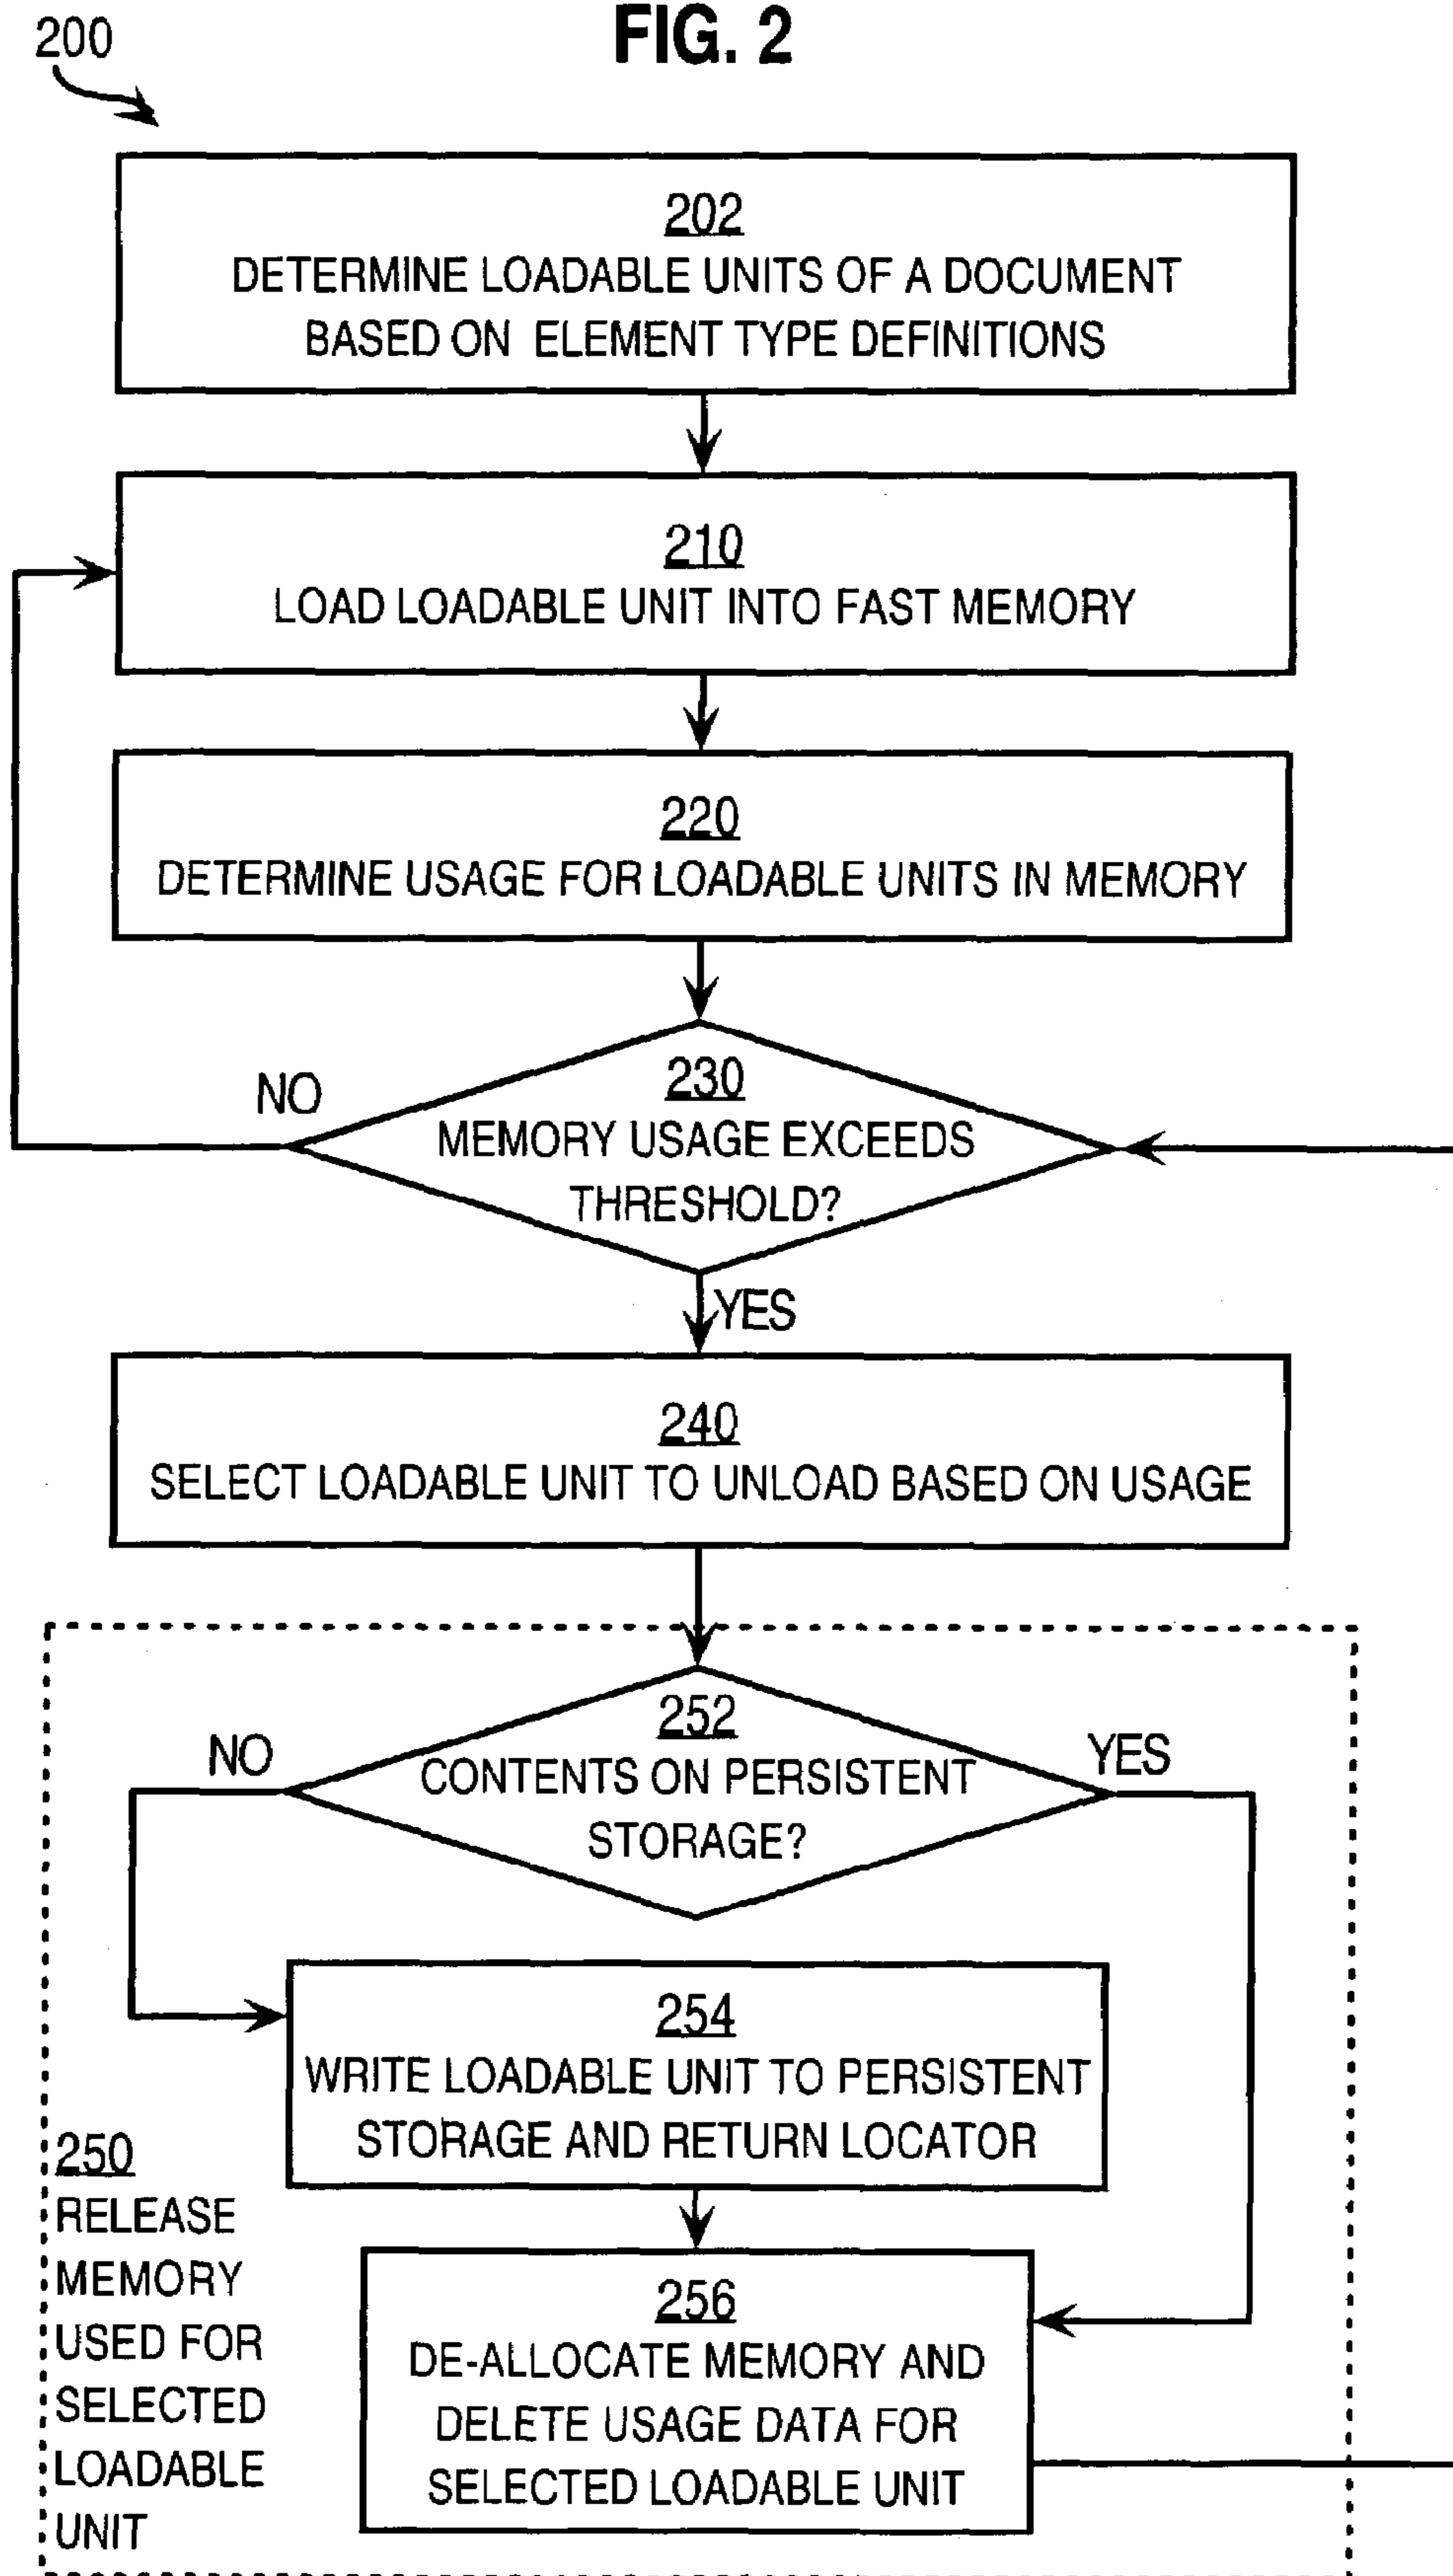 FIG. 2
200
202
DETERMINE LOADABLE UNITS OF A DOCUMENT
BASED ON ELEMENT TYPE DEFINITIONS
210
LOAD LOADABLE UNIT INTO FAST MEMORY
220
DETERMINE USAGE FOR LOADABLE UNITS IN MEMORY
230
MEMORY USAGE EXCEEDS
THRESHOLD?
NO
YES
240
SELECT LOADABLE UNIT TO UNLOAD BASED ON USAGE
252
CONTENTS ON PERSISTENT
STORAGE?
NO
YES
254
WRITE LOADABLE UNIT TO PERSISTENT
STORAGE AND RETURN LOCATOR
250
RELEASE
MEMORY
USED FOR
SELECTED
LOADABLE
UNIT
256
DE-ALLOCATE MEMORY AND
DELETE USAGE DATA FOR
SELECTED LOADABLE UNIT